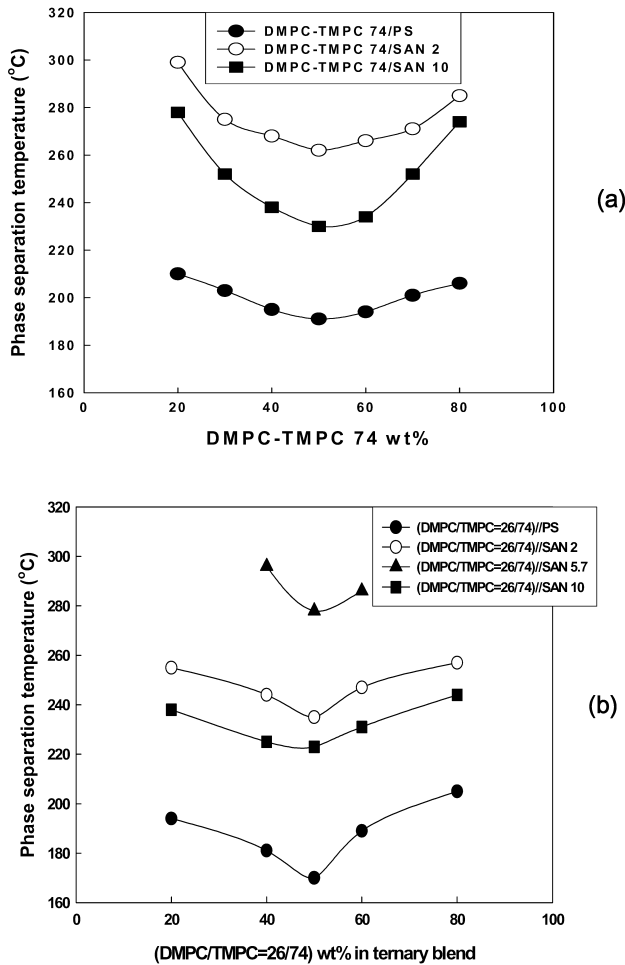 320
300
280
260
240
220
200
180
160
0
20
40
60
80
100
Phase separation temperature (°C)
DMPC-TMPC 74 wt%
DMPC-TMPC 74/PS
DMPC-TMPC 74/SAN 2
DMPC-TMPC 74/SAN 10
(a)
320
300
280
260
240
220
200
180
160
0
20
40
60
80
100
Phase separation temperature (°C)
(DMPC/TMPC=26/74) wt% in ternary blend
(DMPC/TMPC=26/74)//PS
(DMPC/TMPC=26/74)//SAN 2
(DMPC/TMPC=26/74)//SAN 5.7
(DMPC/TMPC=26/74)//SAN 10
(b)